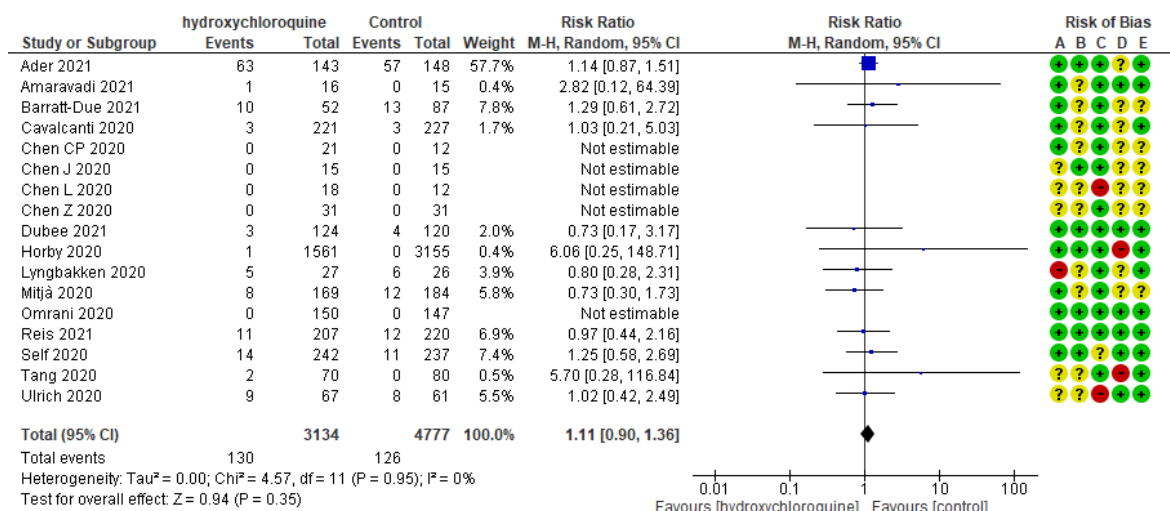 hydroxychloroquine Control Risk Ratio Risk Ratio Risk of Bias
Study or Subgroup Events Total Events Total Weight M-H, Random, 95% CI M-H, Random, 95% CI A B C D E
Ader 2021 63 143 57 148 57.7% 1.14 [0.87, 1.51] + + + ? +
Amaravadi 2021 1 16 0 15 0.4% 2.82 [0.12, 64.39] + ? + + +
Barratt-Due 2021 10 52 13 87 7.8% 1.29 [0.61, 2.72] + ? + ? ?
Cavalcanti 2020 3 221 3 227 1.7% 1.03 [0.21, 5.03] + ? + ? +
Chen CP 2020 0 21 0 12 Not estimable + ? + ? ?
Chen J 2020 0 15 0 15 Not estimable ? + + ? ?
Chen L 2020 0 18 0 12 Not estimable ? ? - ? ?
Chen Z 2020 0 31 0 31 Not estimable ? ? + ? ?
Dubee 2021 3 124 4 120 2.0% 0.73 [0.17, 3.17] + + + + +
Horby 2020 1 1561 0 3155 0.4% 6.06 [0.25, 148.71] + + + - +
Lyngbakken 2020 5 27 6 26 3.9% 0.80 [0.28, 2.31] - ? + ? +
Mitjà 2020 8 169 12 184 5.8% 0.73 [0.30, 1.73] + ? + ? +
Omrani 2020 0 150 0 147 Not estimable + + + + +
Reis 2021 11 207 12 220 6.9% 0.97 [0.44, 2.16] + + + + +
Self 2020 14 242 11 237 7.4% 1.25 [0.58, 2.69] + + ? + +
Tang 2020 2 70 0 80 0.5% 5.70 [0.28, 116.84] ? ? + - +
Ulrich 2020 9 67 8 61 5.5% 1.02 [0.42, 2.49] ? ? - + +
Total (95% CI) 3134 4777 100.0% 1.11 [0.90, 1.36]
Total events 130 126
Heterogeneity: Tau² = 0.00; Chi² = 4.57, df = 11 (P = 0.95); I² = 0%
Test for overall effect: Z = 0.94 (P = 0.35)
0.01 0.1 1 10 100
Favours [hydroxychloroquine] Favours [control]